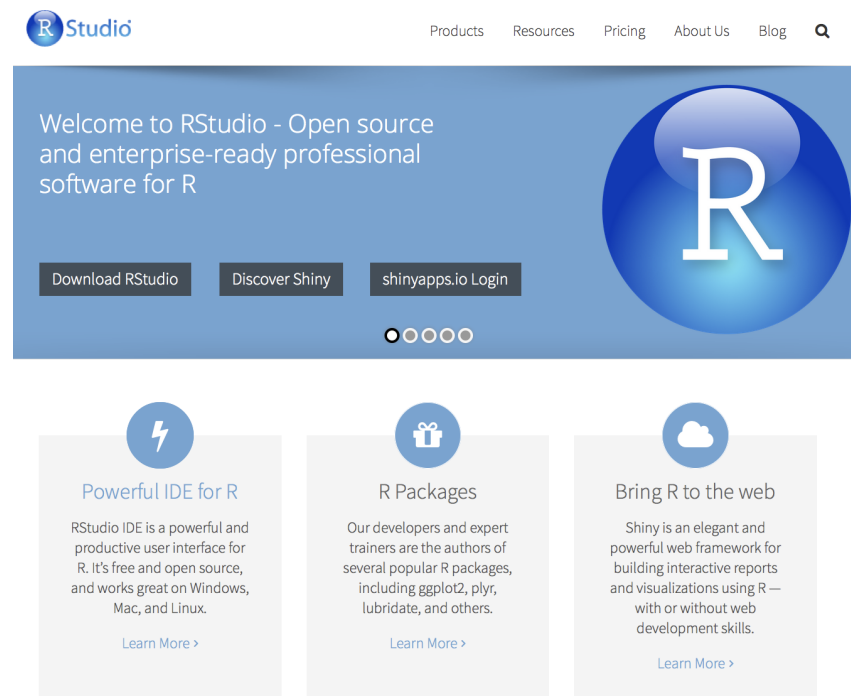 R Studio
Products Resources Pricing About Us Blog
Welcome to RStudio - Open source
and enterprise-ready professional
software for R
R
Download RStudio Discover Shiny shinyapps.io Login
Powerful IDE for R
RStudio IDE is a powerful and
productive user interface for
R. It’s free and open source,
and works great on Windows,
Mac, and Linux.
Learn More ›
R Packages
Our developers and expert
trainers are the authors of
several popular R packages,
including ggplot2, plyr,
lubridate, and others.
Learn More ›
Bring R to the web
Shiny is an elegant and
powerful web framework for
building interactive reports
and visualizations using R —
with or without web
development skills.
Learn More ›